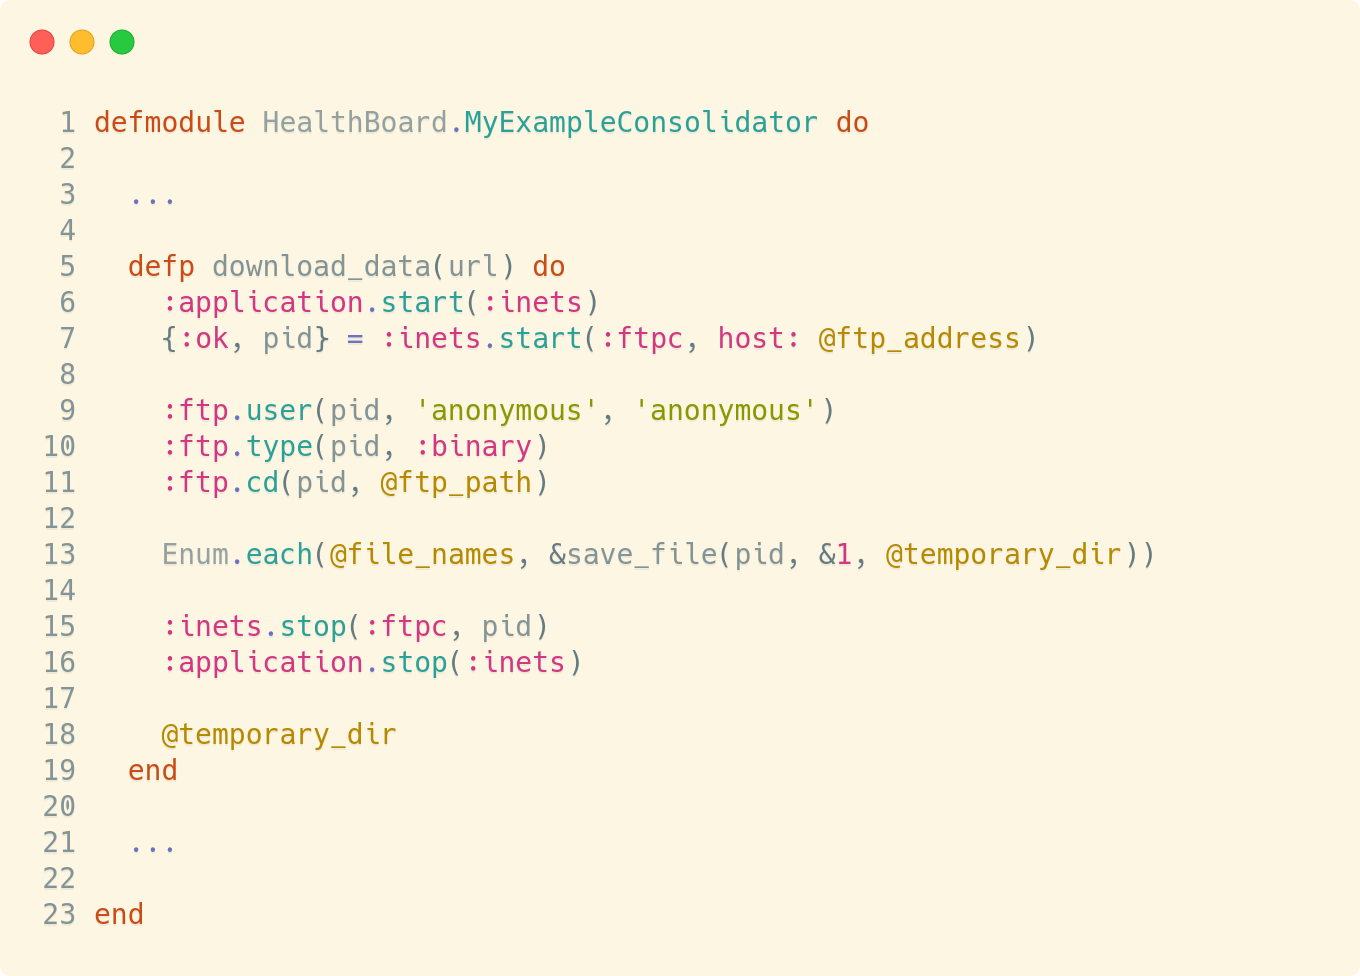 1 defmodule HealthBoard.MyExampleConsolidator do
2
3   ...
4
5   defp download_data(url) do
6     :application.start(:inets)
7     {:ok, pid} = :inets.start(:ftpc, host: @ftp_address)
8
9     :ftp.user(pid, 'anonymous', 'anonymous')
10     :ftp.type(pid, :binary)
11     :ftp.cd(pid, @ftp_path)
12
13     Enum.each(@file_names, &save_file(pid, &1, @temporary_dir))
14
15     :inets.stop(:ftpc, pid)
16     :application.stop(:inets)
17
18     @temporary_dir
19   end
20
21   ...
22
23 end